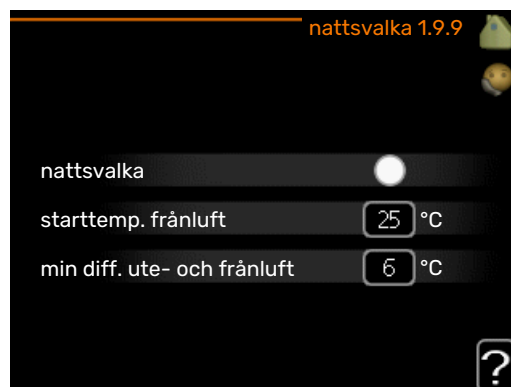 nattsvalka 1.9.9
nattsvalka
starttemp. frånluft 25 °C
min diff. ute- och frånluft 6 °C
?